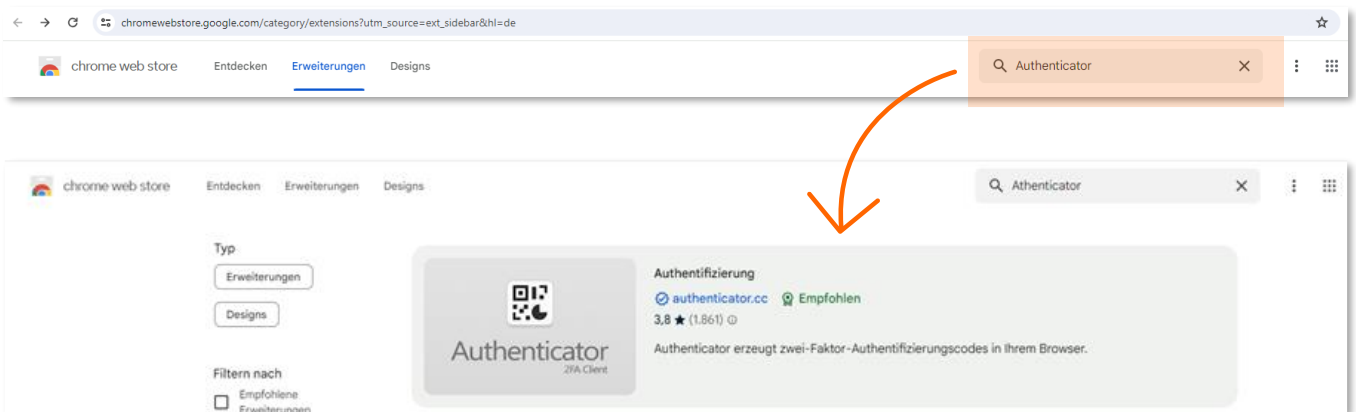 chromewebstore.google.com/category/extensions?utm_source=ext_sidebar&hl=de
chrome web store Entdecken Erweiterungen Designs Authenticator
chrome web store Entdecken Erweiterungen Designs Athenticator
Typ
Erweiterungen
Designs
Filtern nach
Empfohlene
Erweiterungen
Authenticator
2FA Client
Authentifizierung
authenticator.cc Empfohlen
3,8 ★ (1.861)
Authenticator erzeugt zwei-Faktor-Authentifizierungscodes in Ihrem Browser.